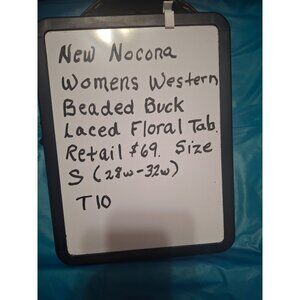 New Nocona
Womens Western
Beaded Buck
Laced Floral Tab.
Retail $69. Size
S (28w-32w)
T10